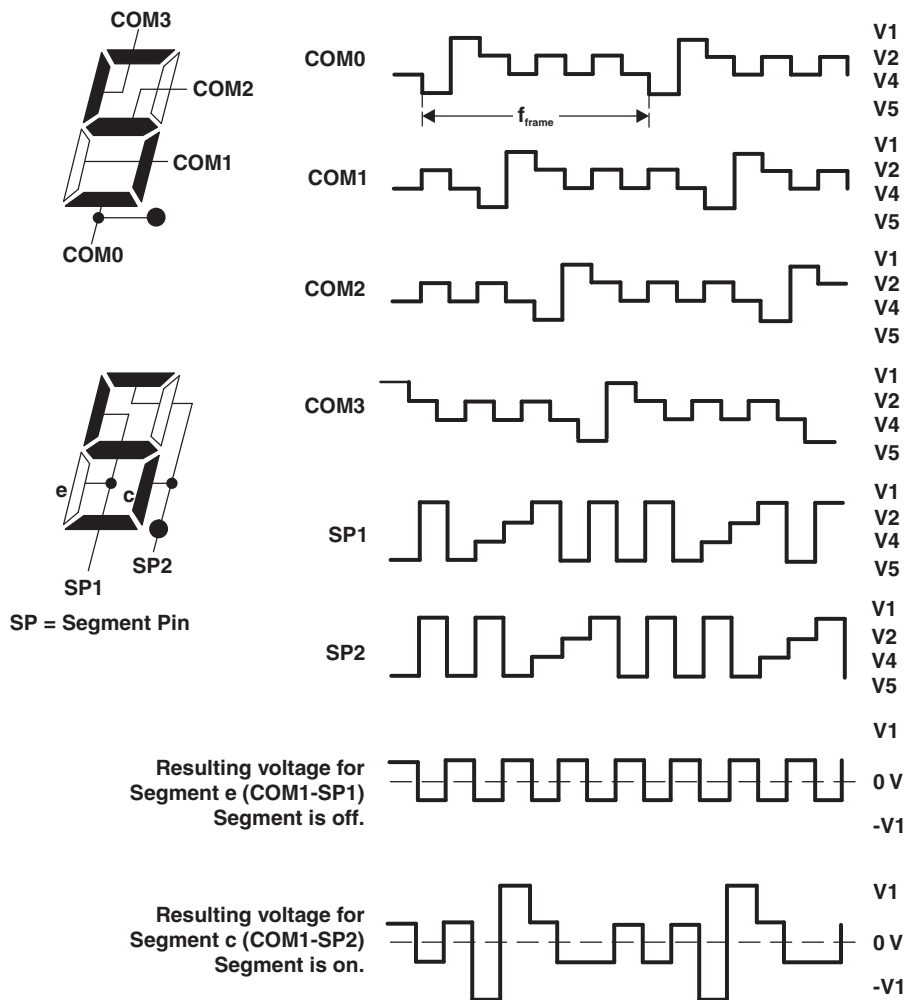 COM3
COM2
COM1
COM0
COM0
V1
V2
V4
V5
f frame
COM1
V1
V2
V4
V5
COM2
V1
V2
V4
V5
COM3
V1
V2
V4
V5
e
c
SP1
SP2
SP = Segment Pin
SP1
V1
V2
V4
V5
SP2
V1
V2
V4
V5
Resulting voltage for
Segment e (COM1-SP1)
Segment is off.
V1
0 V
-V1
Resulting voltage for
Segment c (COM1-SP2)
Segment is on.
V1
0 V
-V1